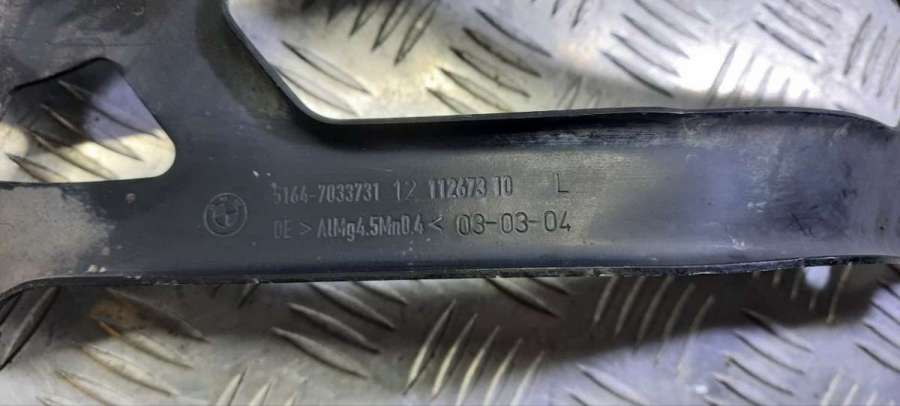 5164-7033731 12 112673 10 L
DE >AlMg4.5Mn0.4< 03-03-04